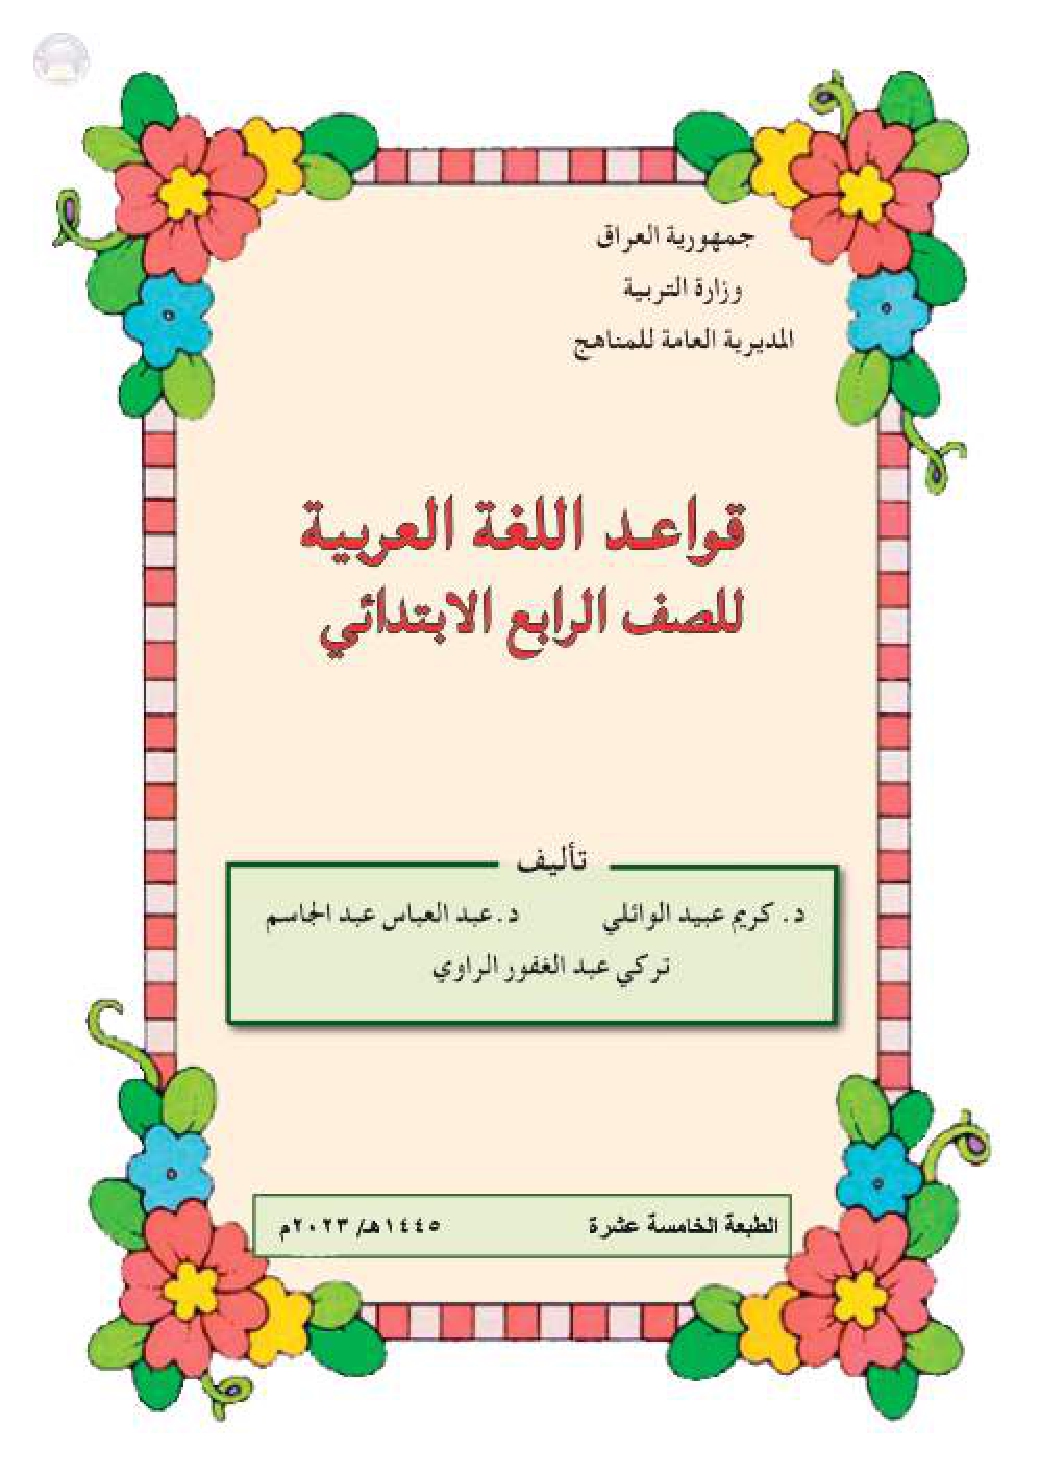 جمهورية العراق
وزارة التربية
المديرية العامة للمناهج
قواعد اللغة العربية
للصف الرابع الابتدائي
تأليف
د. كريم عبيد الوائلي د. عبد العباس عبد الجاسم
تركي عبد الغفور الراوي
الطبعة الخامسة عشرة ١٤٤٥هـ/ ٢٠٢٣م